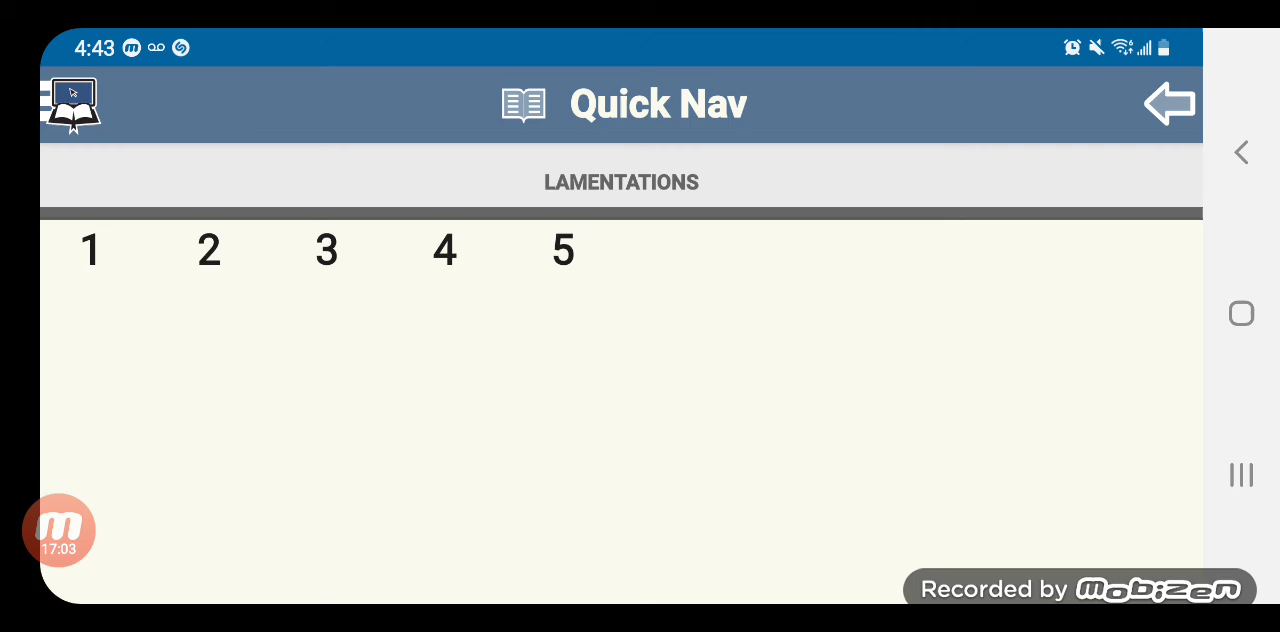 4:43
Quick Nav
LAMENTATIONS
1 2 3 4 5
17:03
Recorded by mobizen